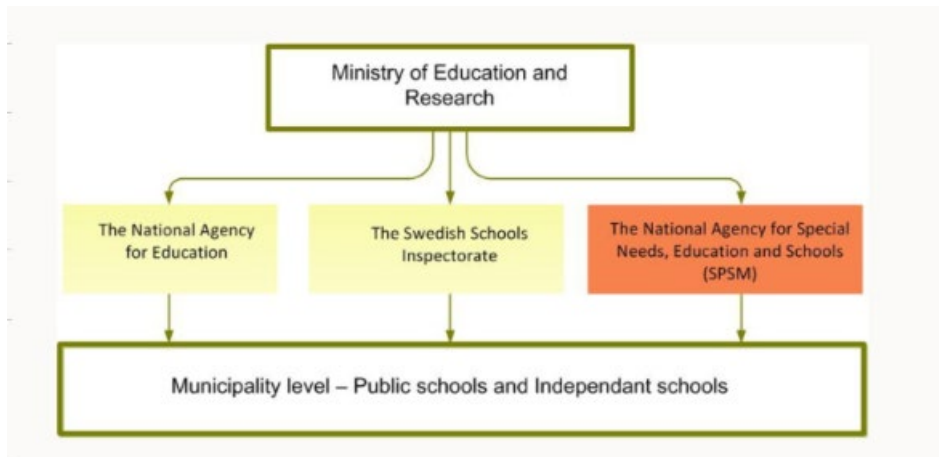 Ministry of Education and
Research
The National Agency
for Education
The Swedish Schools
Inspectorate
The National Agency for Special
Needs, Education and Schools
(SPSM)
Municipality level – Public schools and Independant schools